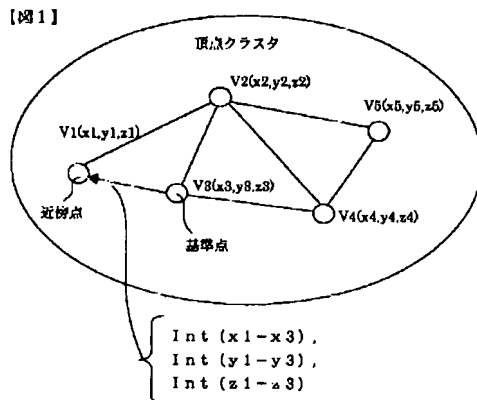 【図1】
頂点クラスタ
V2(x2,y2,z2)
V5(x5,y5,z5)
V1(x1,y1,z1)
V3(x3,y3,z3)
V4(x4,y4,z4)
近傍点
基準点
Int(x1-x3),
Int(y1-y3),
Int(z1-z3)